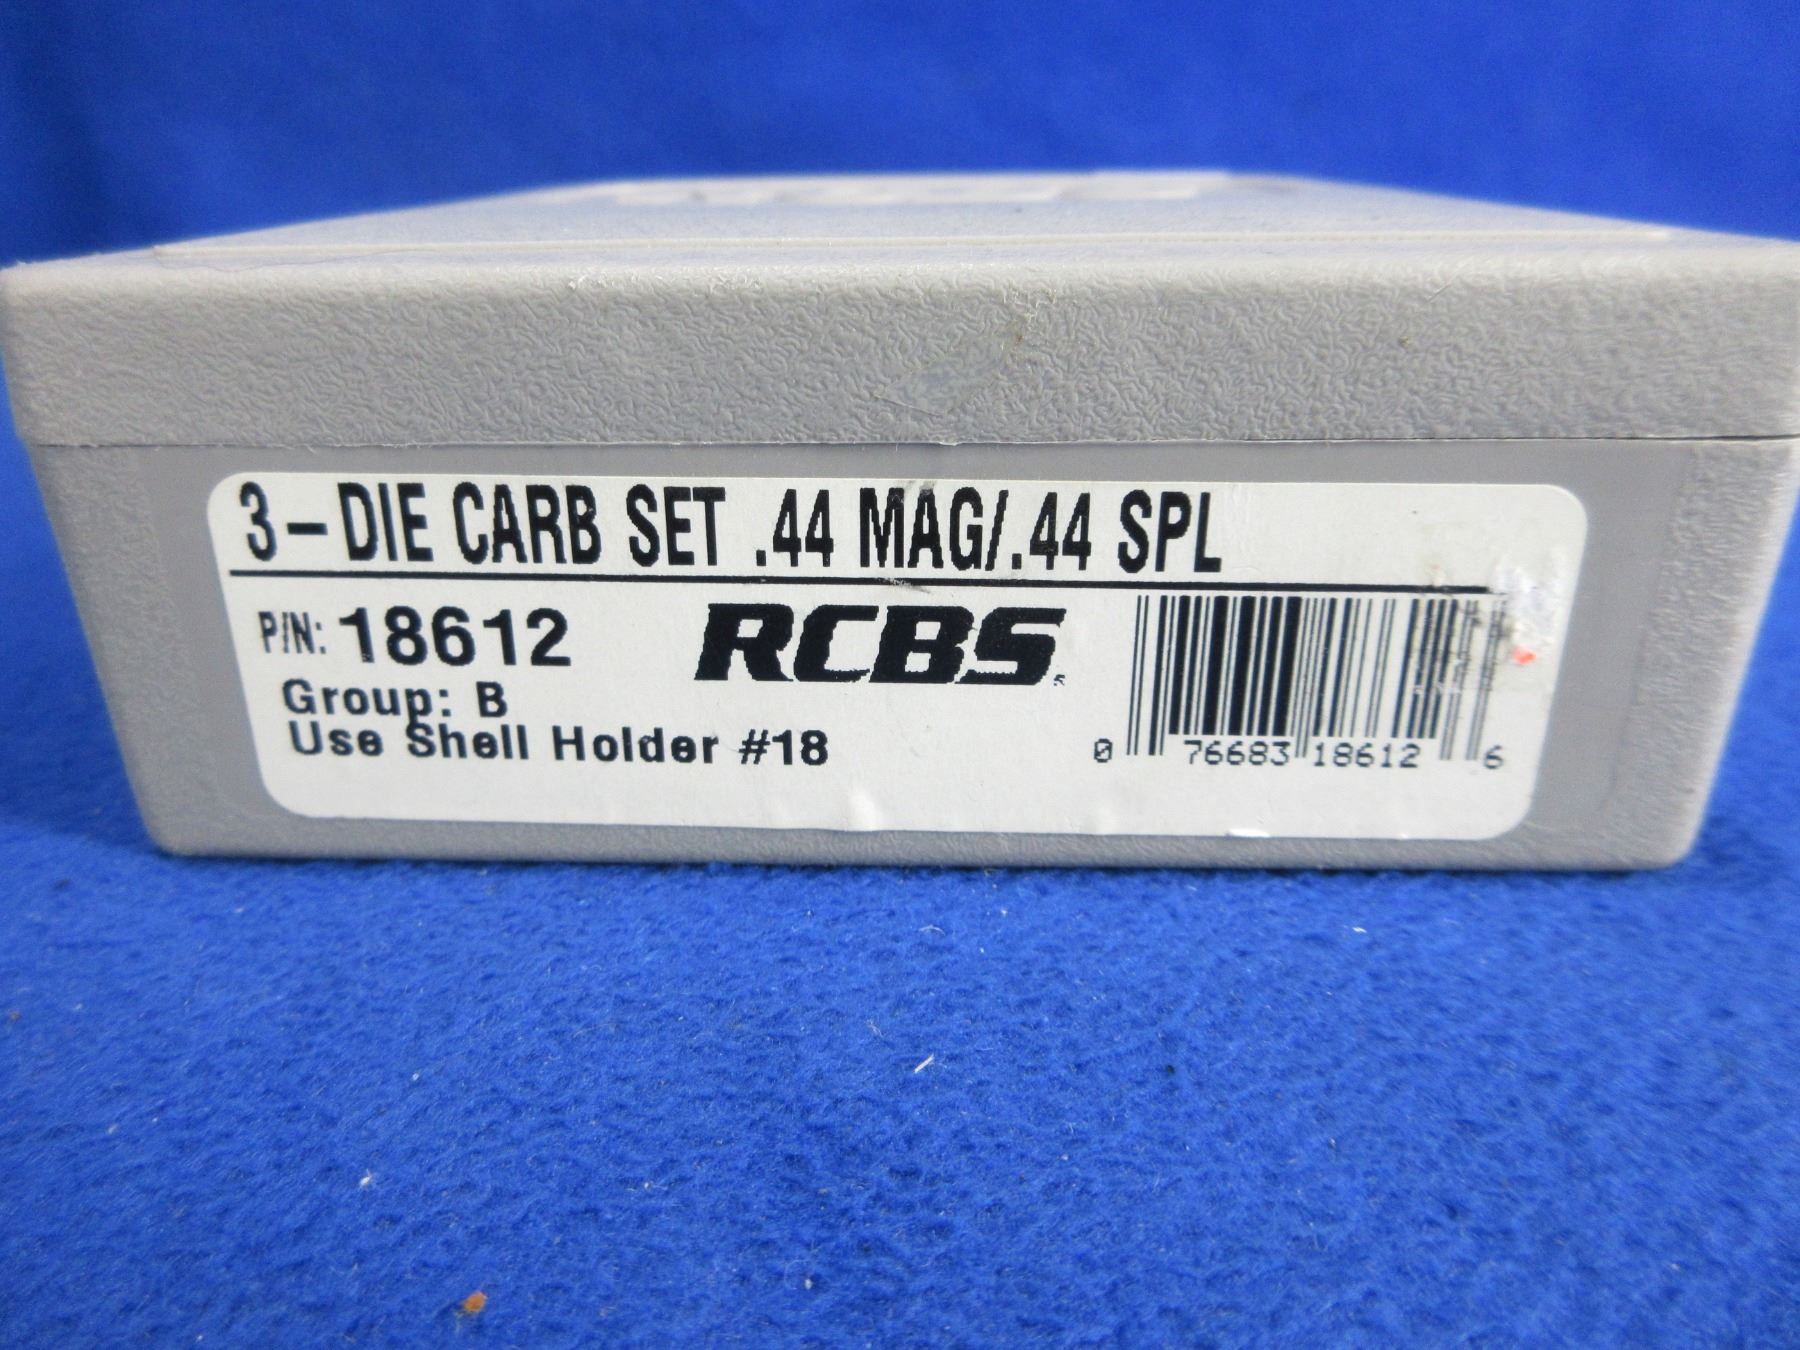 3-DIE CARB SET .44 MAG/.44 SPL
P/N: 18612
RCBS
Group: B
Use Shell Holder #18
0 76683 18612 6